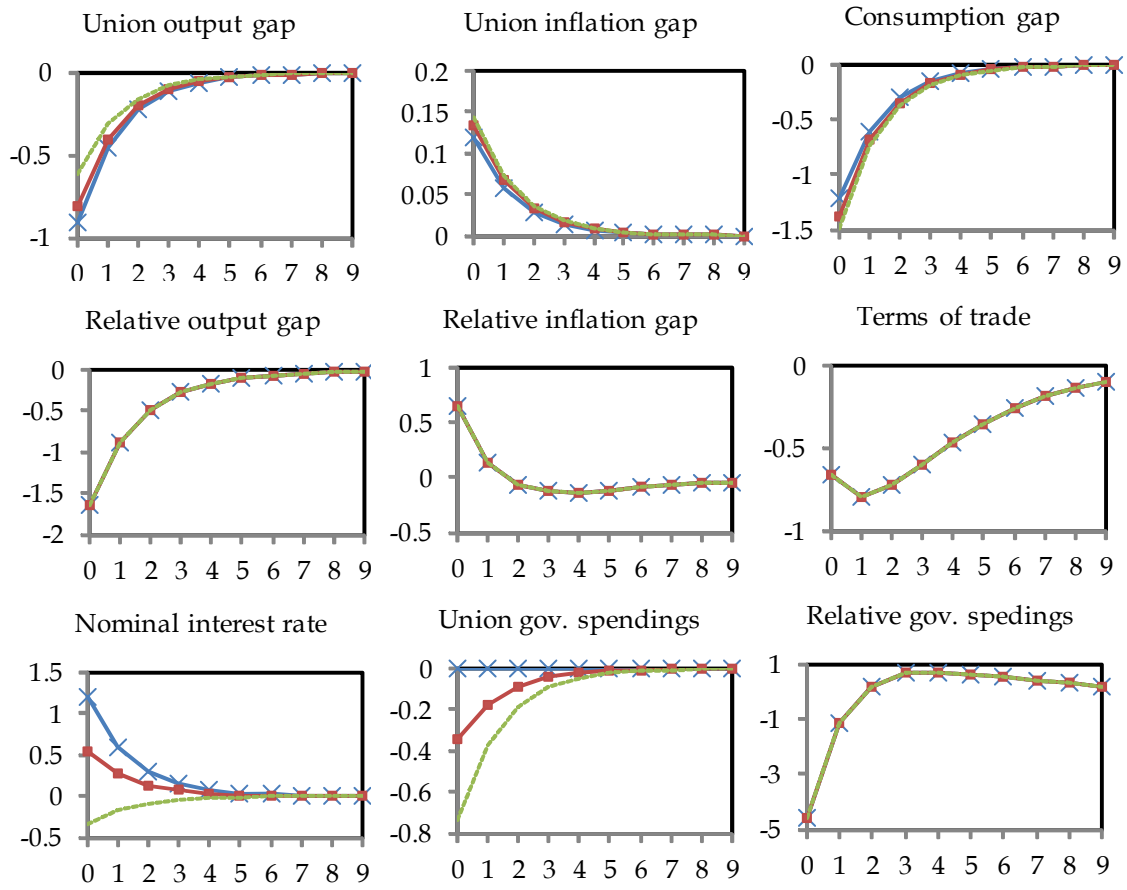 Union output gap
0
-0.5
-1
0 1 2 3 4 5 6 7 8 9
Union inflation gap
0.2
0.15
0.1
0.05
0
0 1 2 3 4 5 6 7 8 9
Consumption gap
0
-0.5
-1
-1.5
0 1 2 3 4 5 6 7 8 9
Relative output gap
0
-0.5
-1
-1.5
-2
0 1 2 3 4 5 6 7 8 9
Relative inflation gap
1
0.5
0
-0.5
0 1 2 3 4 5 6 7 8 9
Terms of trade
0
-0.5
-1
0 1 2 3 4 5 6 7 8 9
Nominal interest rate
1.5
1
0.5
0
-0.5
0 1 2 3 4 5 6 7 8 9
Union gov. spendings
0
-0.2
-0.4
-0.6
-0.8
0 1 2 3 4 5 6 7 8 9
Relative gov. spedings
1
-1
-3
-5
0 1 2 3 4 5 6 7 8 9